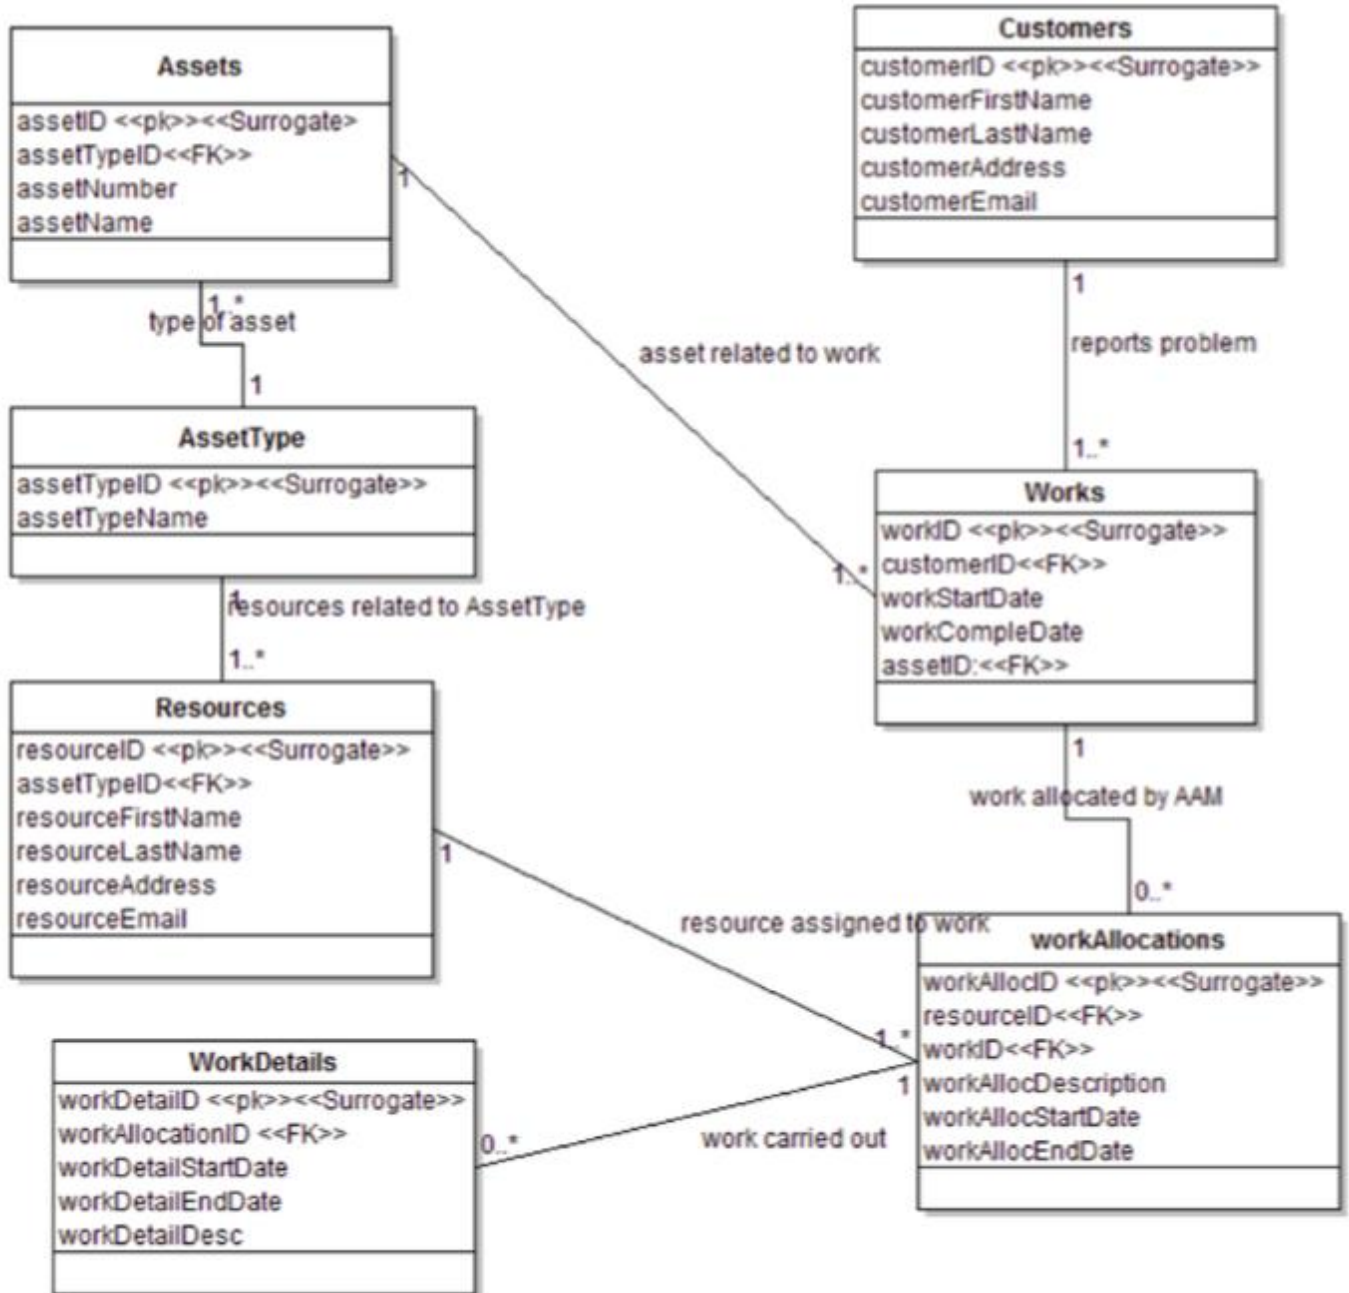 Assets
assetID <<pk>><<Surrogate>
assetTypeID<<FK>>
assetNumber
assetName
Customers
customerID <<pk>><<Surrogate>>
customerFirstName
customerLastName
customerAddress
customerEmail
1
1..*
type of asset
1
asset related to work
1
reports problem
1..*
AssetType
assetTypeID <<pk>><<Surrogate>>
assetTypeName
1..*
Works
workID <<pk>><<Surrogate>>
customerID<<FK>>
workStartDate
workCompleDate
assetID:<<FK>>
1
resources related to AssetType
1..*
Resources
resourceID <<pk>><<Surrogate>>
assetTypeID<<FK>>
resourceFirstName
resourceLastName
resourceAddress
resourceEmail
1
work allocated by AAM
0..*
1
resource assigned to work
1..*
workAllocations
workAllocID <<pk>><<Surrogate>>
resourceID<<FK>>
workID<<FK>>
workAllocDescription
workAllocStartDate
workAllocEndDate
1
work carried out
0..*
WorkDetails
workDetailID <<pk>><<Surrogate>>
workAllocationID <<FK>>
workDetailStartDate
workDetailEndDate
workDetailDesc